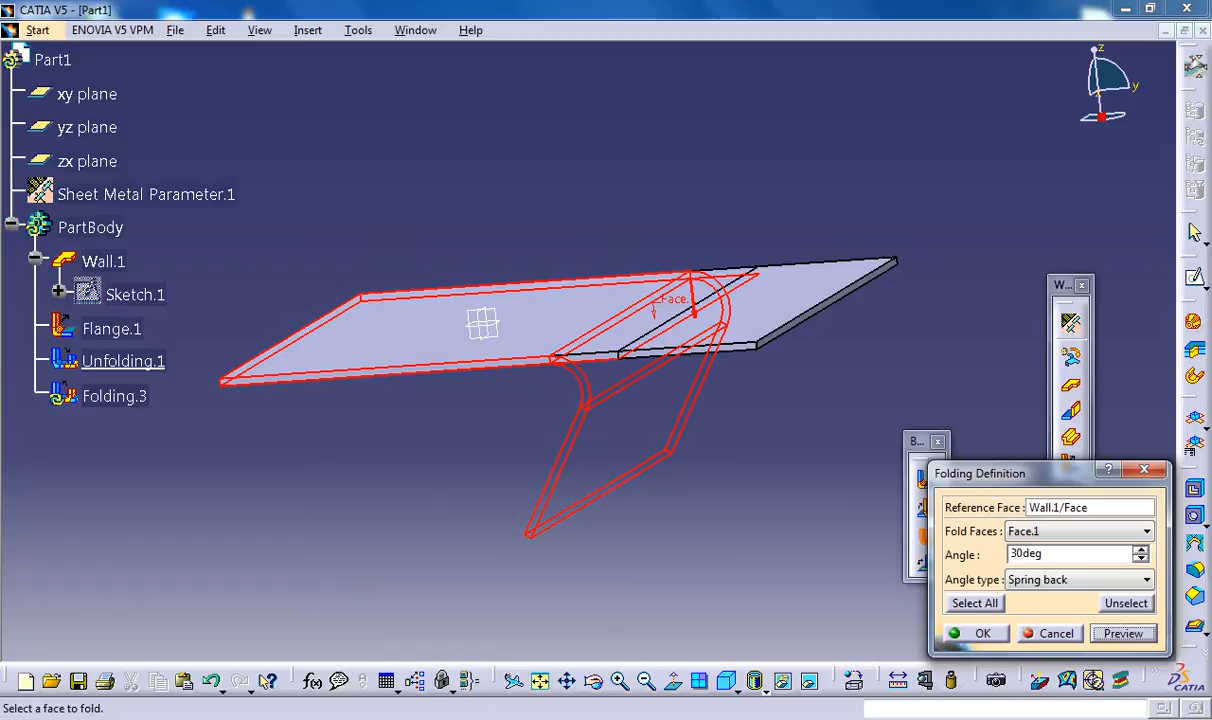 CATIA V5 - [Part1]
Start ENOVIA V5 VPM File Edit View Insert Tools Window Help
Part1
xy plane
yz plane
zx plane
Sheet Metal Parameter.1
PartBody
Wall.1
Sketch.1
Flange.1
Unfolding.1
Folding.3
z
y
Face.
W...
B...
Folding Definition
Reference Face : Wall.1/Face
Fold Faces : Face.1
Angle : 30deg
Angle type : Spring back
Select All Unselect
OK Cancel Preview
f(x)
CATIA
Select a face to fold.